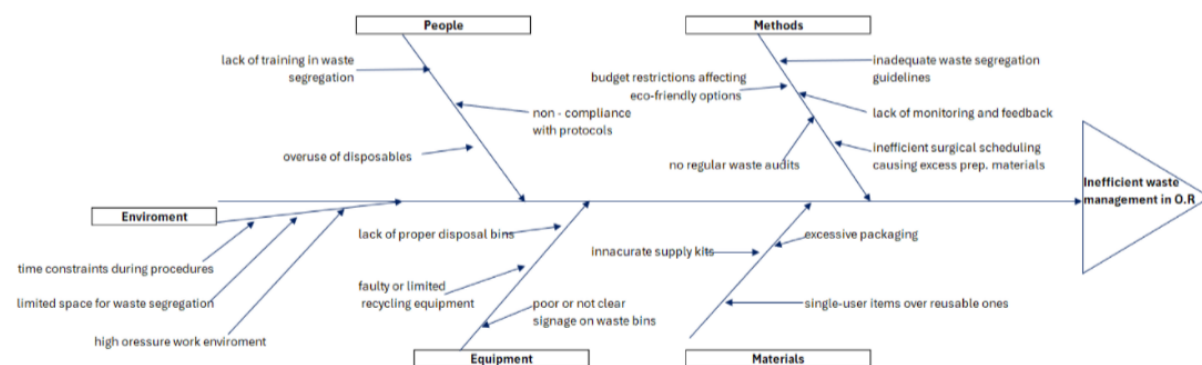 People
Methods
lack of training in waste
segregation
non - compliance
with protocols
overuse of disposables
inadequate waste segregation
guidelines
budget restrictions affecting
eco-friendly options
lack of monitoring and feedback
no regular waste audits
inefficient surgical scheduling
causing excess prep. materials
Inefficient waste
management in O.R
Enviroment
time constraints during procedures
limited space for waste segregation
high oressure work enviroment
lack of proper disposal bins
faulty or limited
recycling equipment
poor or not clear
signage on waste bins
innacurate supply kits
excessive packaging
single-user items over reusable ones
Equipment
Materials